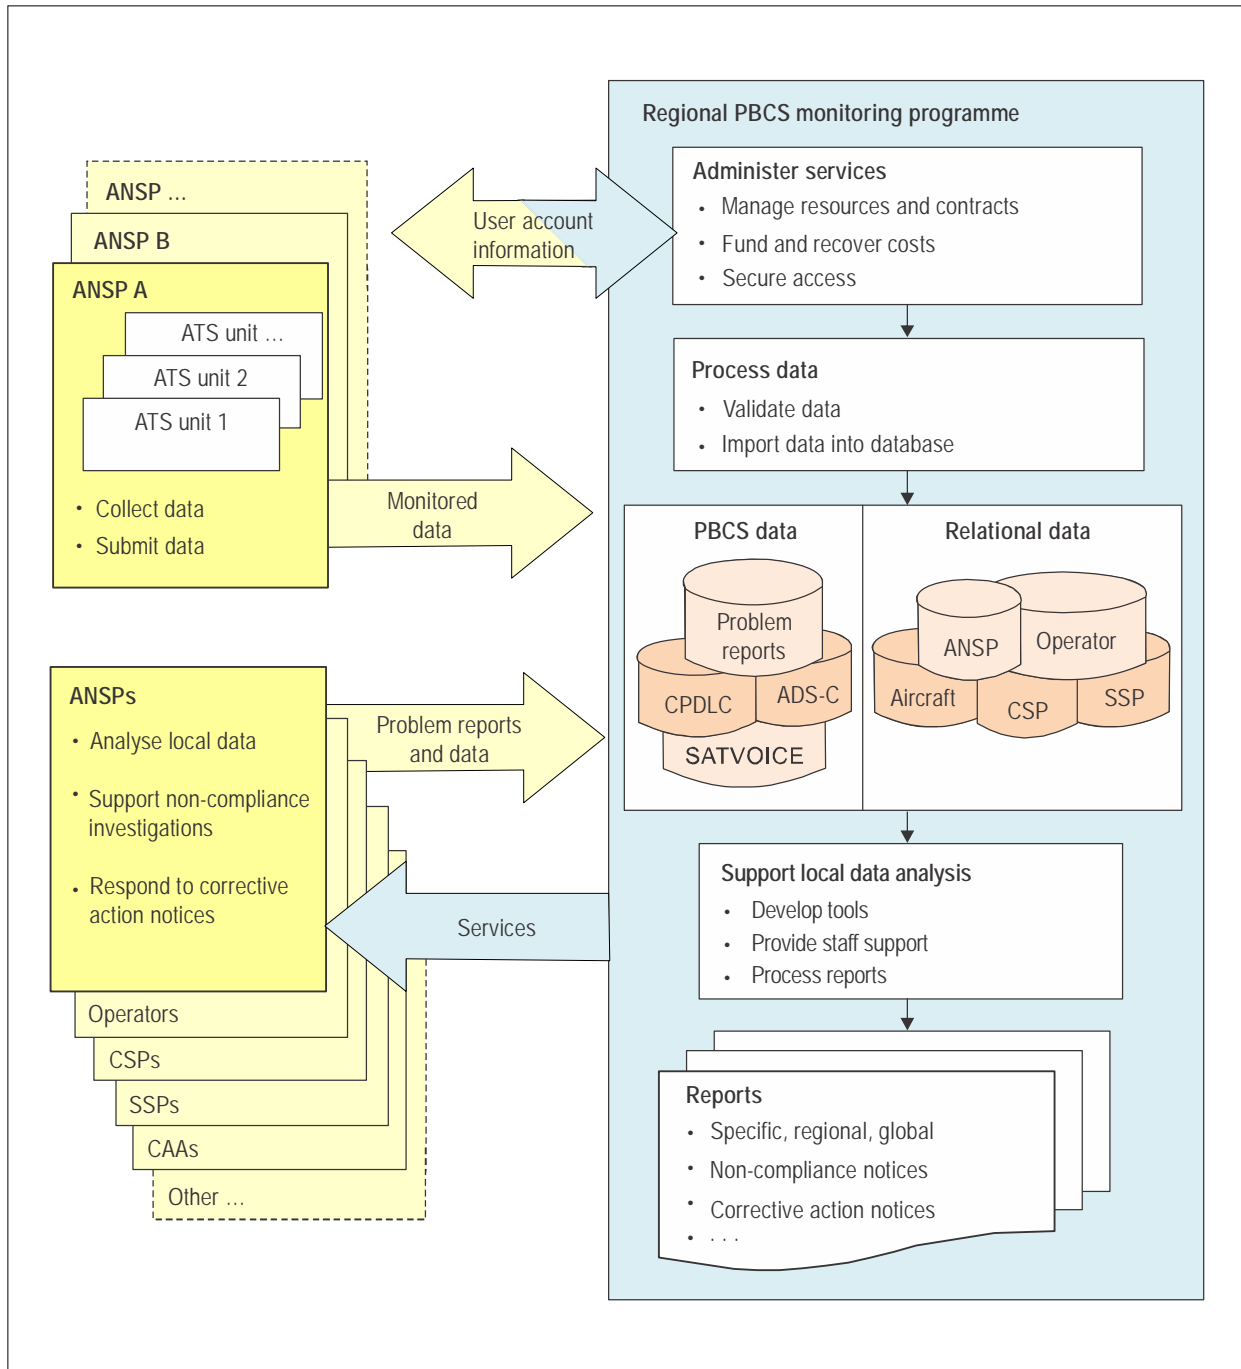 Regional PBCS monitoring programme
ANSP ...
ANSP B
ANSP A
ATS unit ...
ATS unit 2
ATS unit 1
• Collect data
• Submit data
User account
information
Monitored
data
Administer services
• Manage resources and contracts
• Fund and recover costs
• Secure access
Process data
• Validate data
• Import data into database
PBCS data
Problem
reports
CPDLC
ADS-C
SATVOICE
Relational data
ANSP
Operator
Aircraft
CSP
SSP
ANSPs
• Analyse local data
• Support non-compliance
investigations
• Respond to corrective
action notices
Operators
CSPs
SSPs
CAAs
Other ...
Problem reports
and data
Services
Support local data analysis
• Develop tools
• Provide staff support
• Process reports
Reports
• Specific, regional, global
• Non-compliance notices
• Corrective action notices
• . . .